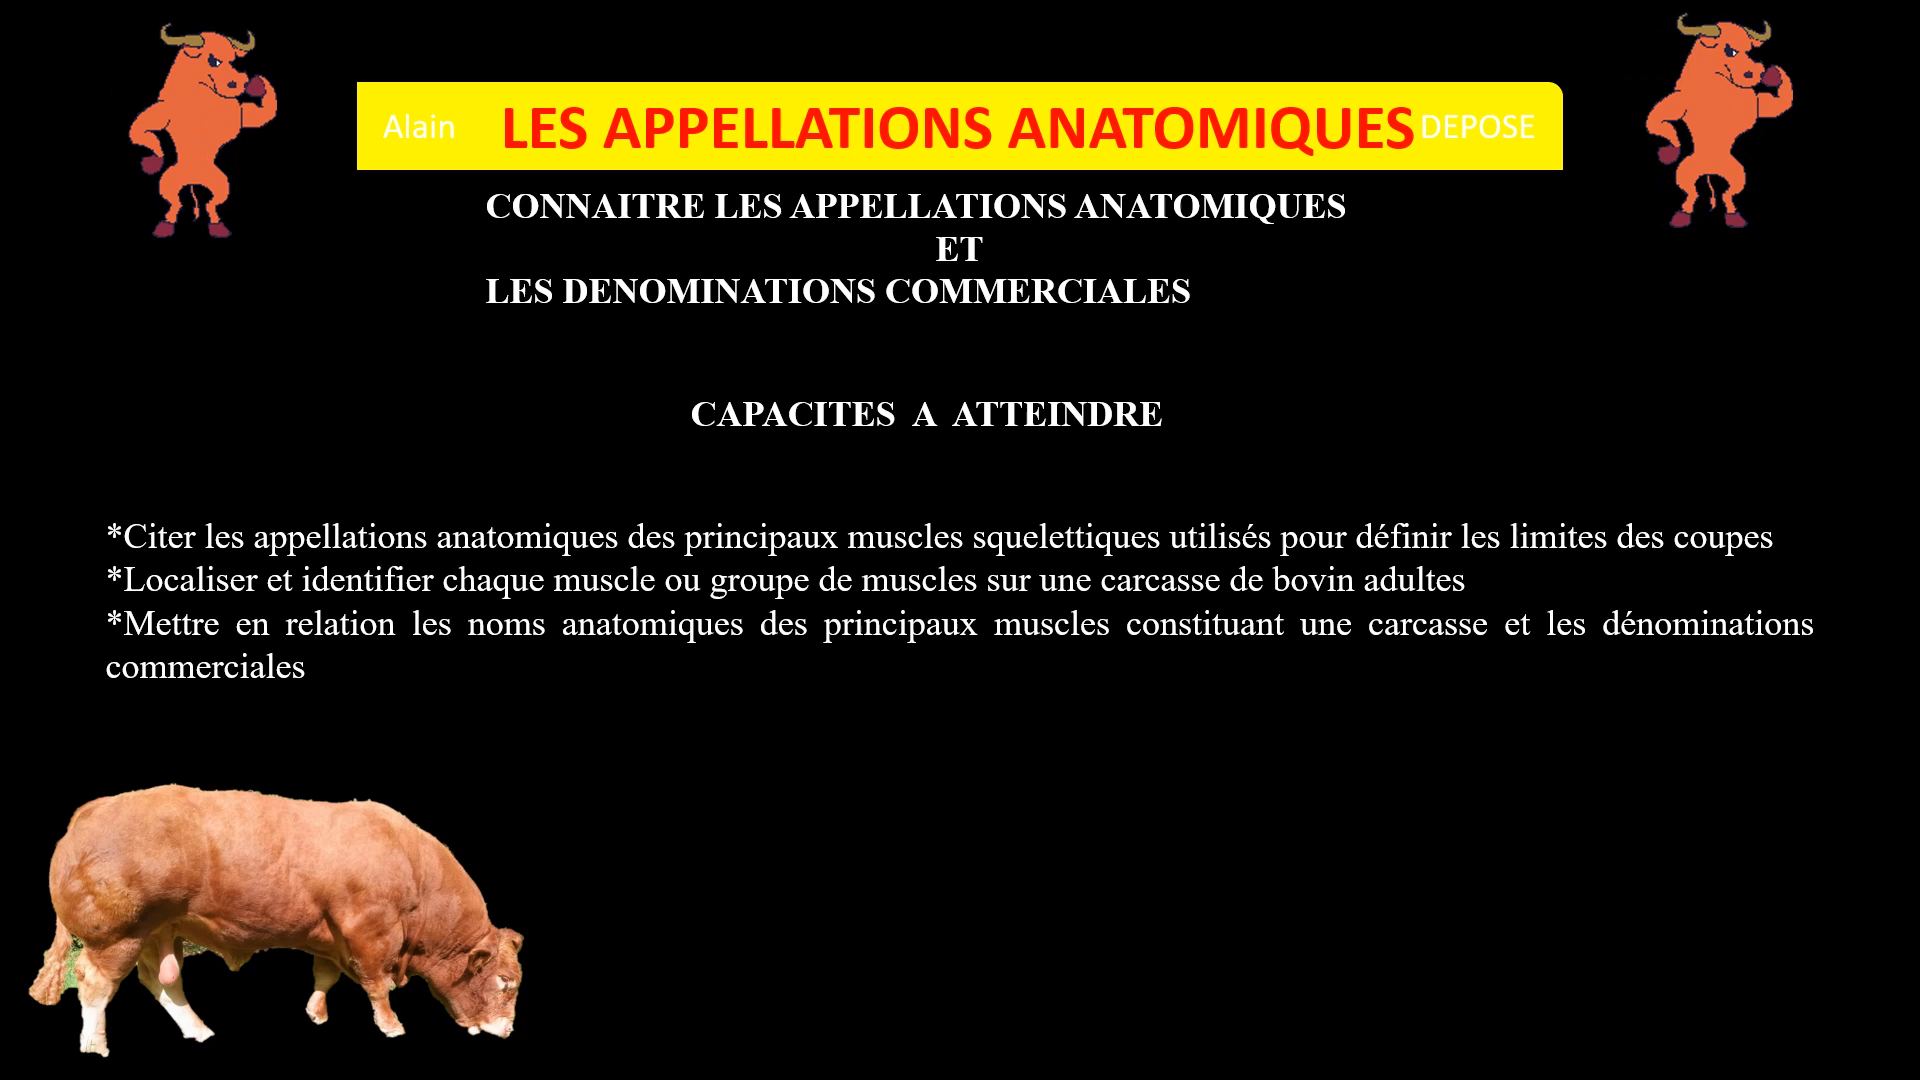 Alain LES APPELLATIONS ANATOMIQUES DEPOSE
CONNAITRE LES APPELLATIONS ANATOMIQUES
ET
LES DENOMINATIONS COMMERCIALES
CAPACITES A ATTEINDRE
*Citer les appellations anatomiques des principaux muscles squelettiques utilisés pour définir les limites des coupes
*Localiser et identifier chaque muscle ou groupe de muscles sur une carcasse de bovin adultes
*Mettre en relation les noms anatomiques des principaux muscles constituant une carcasse et les dénominations
commerciales